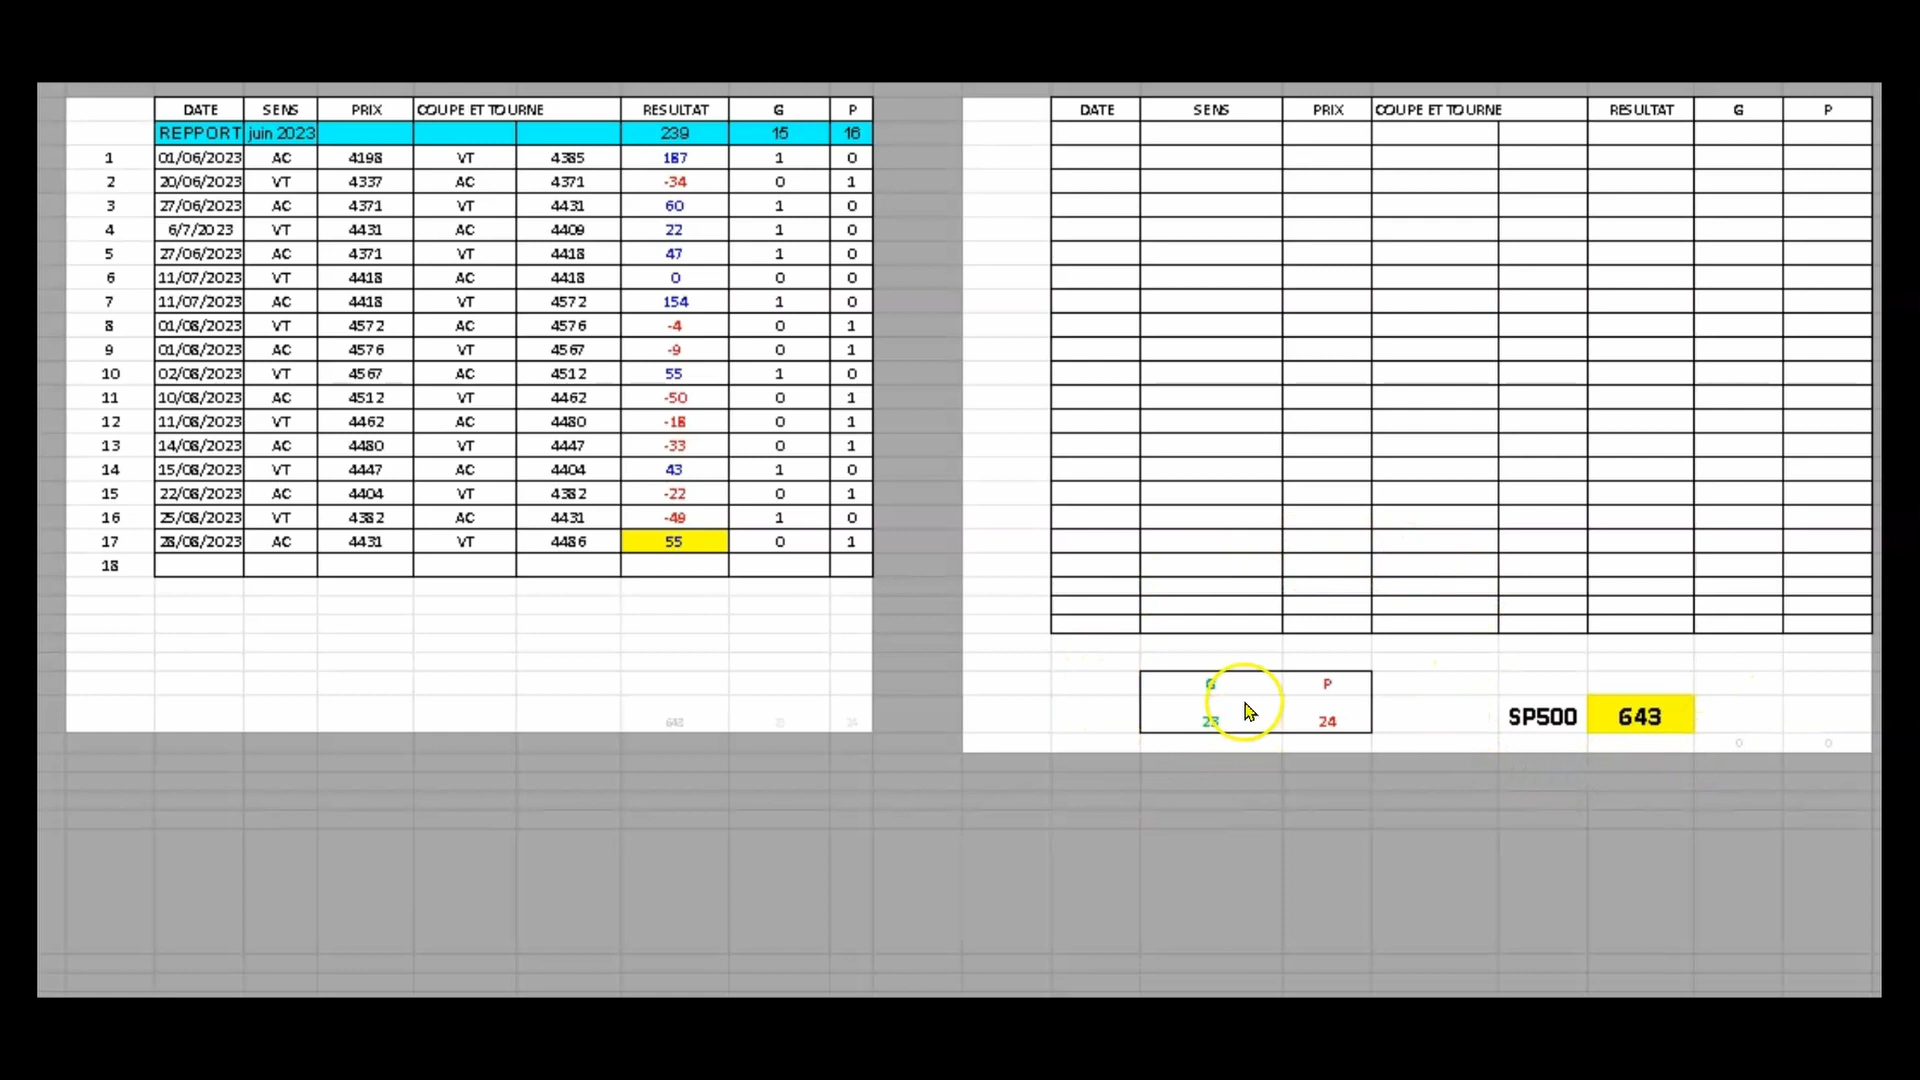 DATE SENS PRIX COUPE ET TOURNE RESULTAT G P
REPPORT juin 2023 239 15 16
1 01/06/2023 AC 4198 VT 4385 187 1 0
2 20/06/2023 VT 4337 AC 4371 -34 0 1
3 27/06/2023 AC 4371 VT 4431 60 1 0
4 6/7/2023 VT 4431 AC 4409 22 1 0
5 27/06/2023 AC 4371 VT 4418 47 1 0
6 11/07/2023 VT 4418 AC 4418 0 0 0
7 11/07/2023 AC 4418 VT 4572 154 1 0
8 01/08/2023 VT 4572 AC 4576 -4 0 1
9 01/08/2023 AC 4576 VT 4567 -9 0 1
10 02/08/2023 VT 4567 AC 4512 55 1 0
11 10/08/2023 AC 4512 VT 4462 -50 0 1
12 11/08/2023 VT 4462 AC 4480 -18 0 1
13 14/08/2023 AC 4480 VT 4447 -33 0 1
14 15/08/2023 VT 4447 AC 4404 43 1 0
15 22/08/2023 AC 4404 VT 4382 -22 0 1
16 25/08/2023 VT 4382 AC 4431 -49 1 0
17 28/08/2023 AC 4431 VT 4486 55 0 1
18
DATE SENS PRIX COUPE ET TOURNE RESULTAT G P
G P
23 24
SP500 643
0 0